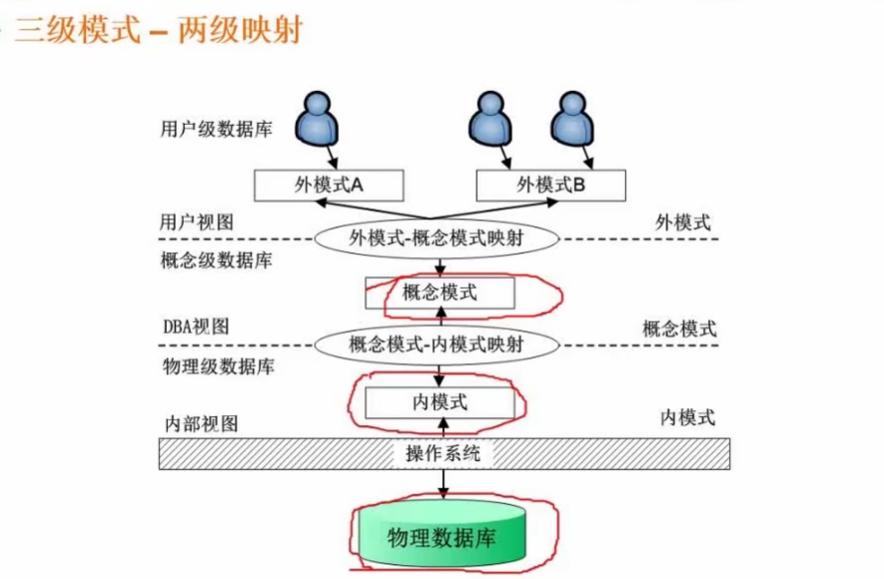 三级模式 – 两级映射
用户级数据库
外模式A
外模式B
用户视图
外模式
外模式-概念模式映射
概念级数据库
概念模式
DBA视图
概念模式
概念模式-内模式映射
物理级数据库
内模式
内部视图
内模式
操作系统
物理数据库